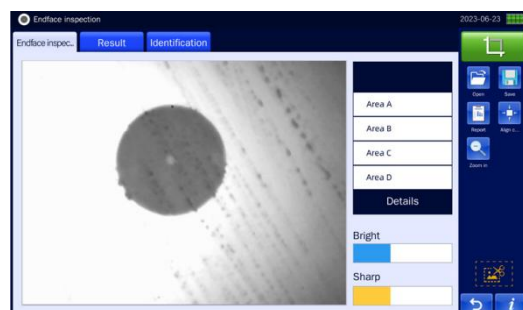 Endface inspection
2023-06-23
Endface inspec...
Result
Identification
Open
Save
Report
Align c...
Zoom in
Area A
Area B
Area C
Area D
Details
Bright
Sharp
i